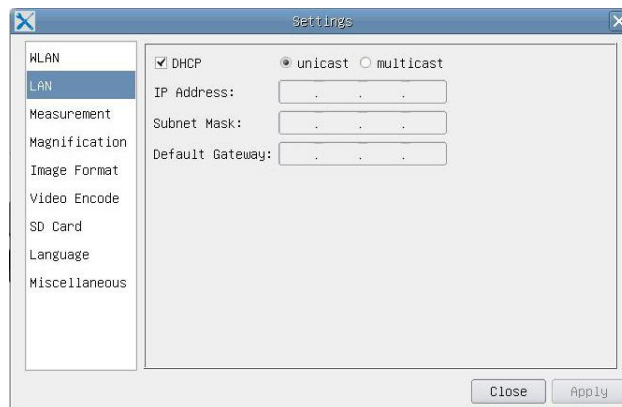 Settings
WLAN
LAN
Measurement
Magnification
Image Format
Video Encode
SD Card
Language
Miscellaneous
DHCP unicast multicast
IP Address: . . .
Subnet Mask: . . .
Default Gateway: . . .
Close Apply